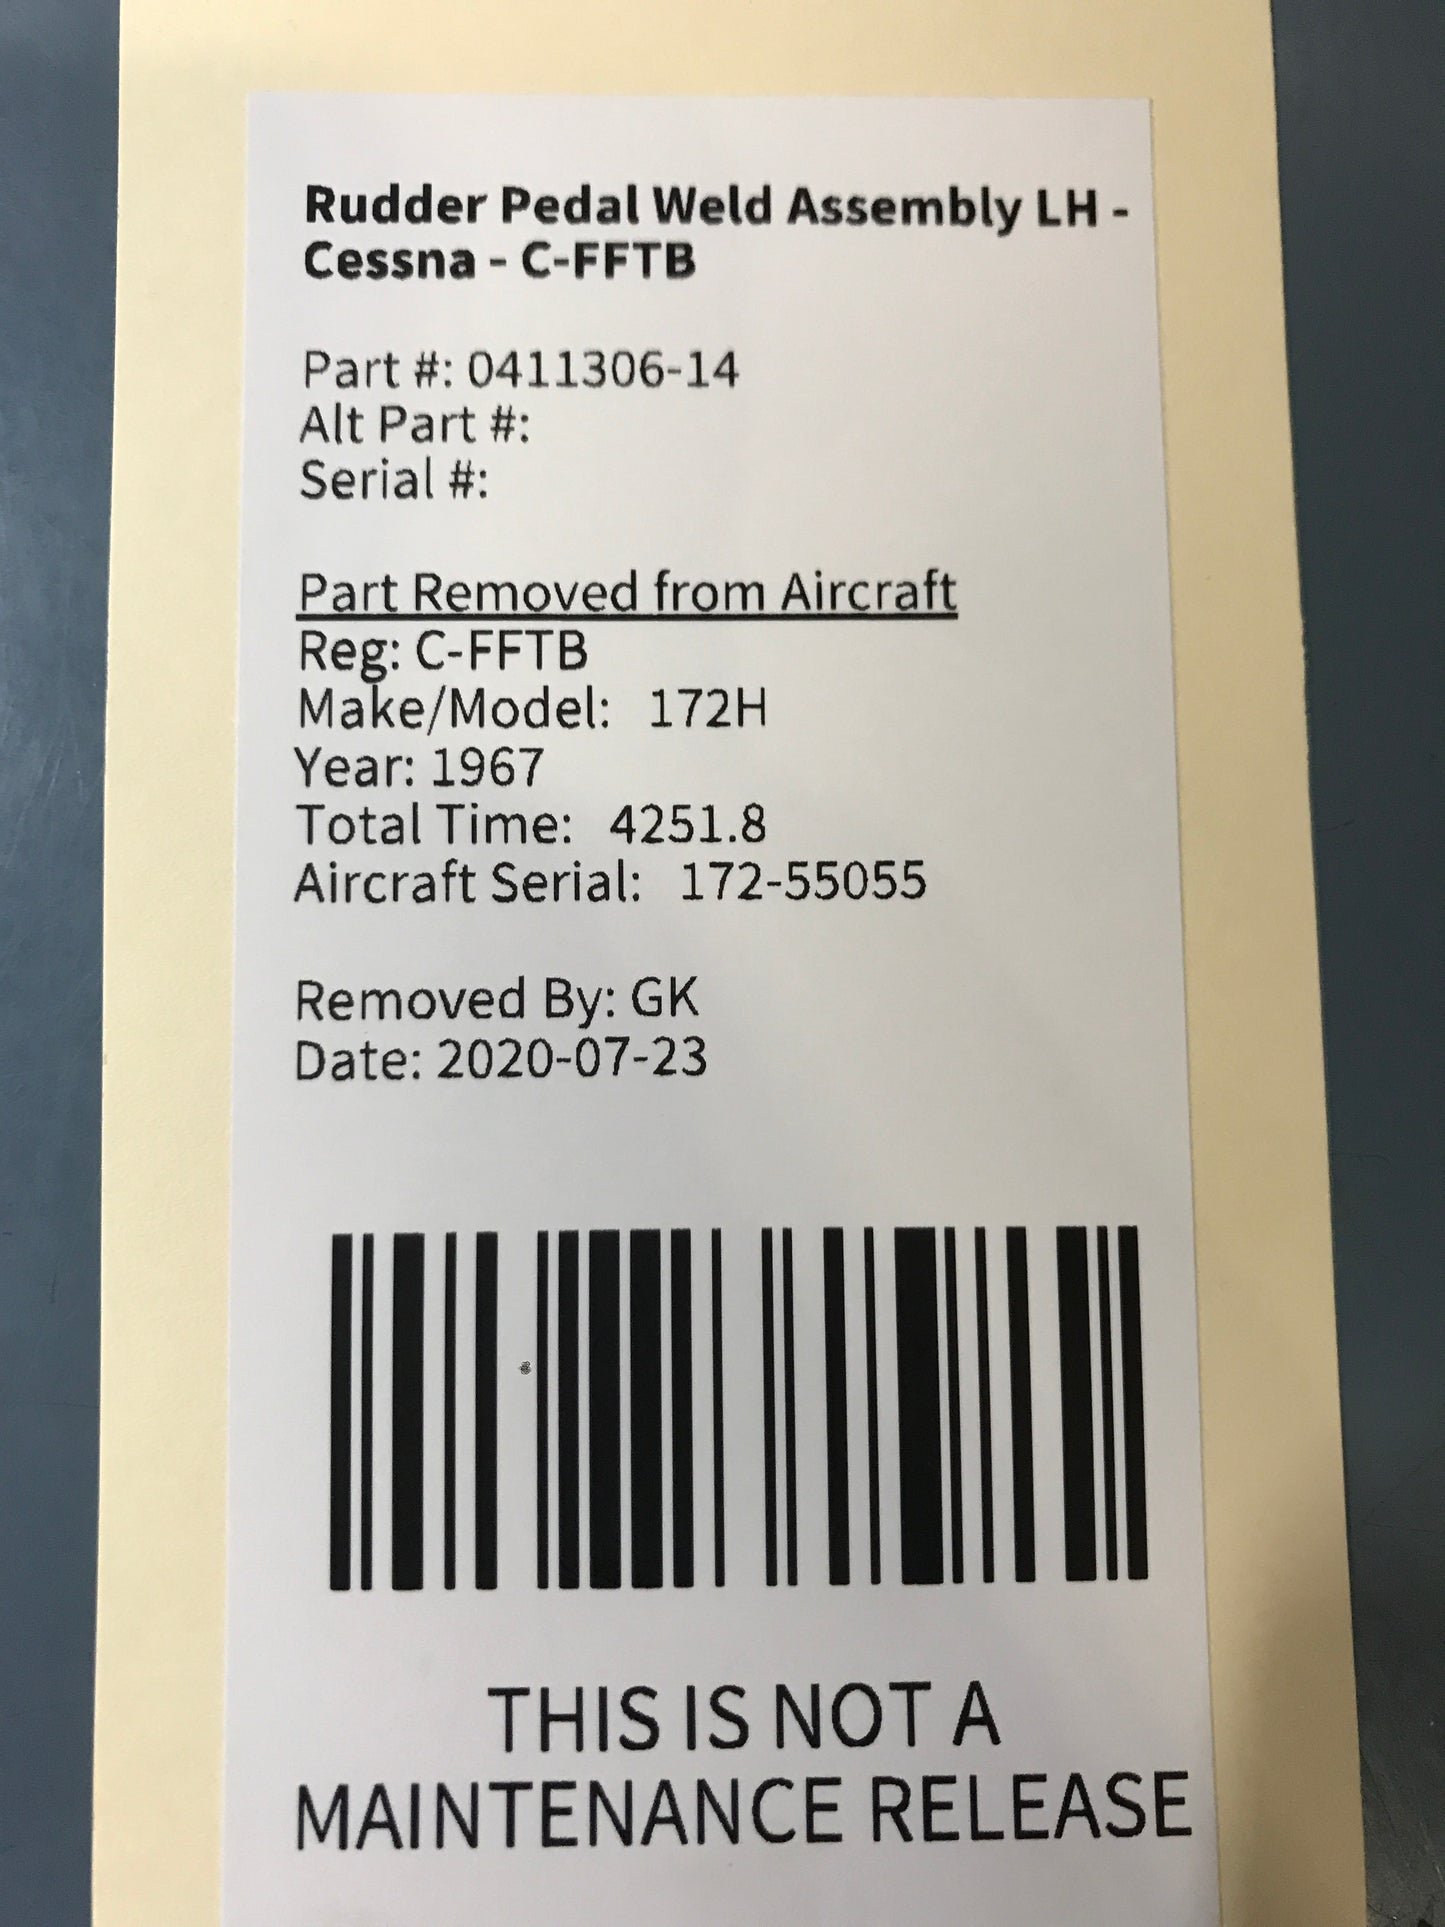 Rudder Pedal Weld Assembly LH -
Cessna - C-FFTB
Part #: 0411306-14
Alt Part #:
Serial #:
Part Removed from Aircraft
Reg: C-FFTB
Make/Model: 172H
Year: 1967
Total Time: 4251.8
Aircraft Serial: 172-55055
Removed By: GK
Date: 2020-07-23
THIS IS NOT A
MAINTENANCE RELEASE